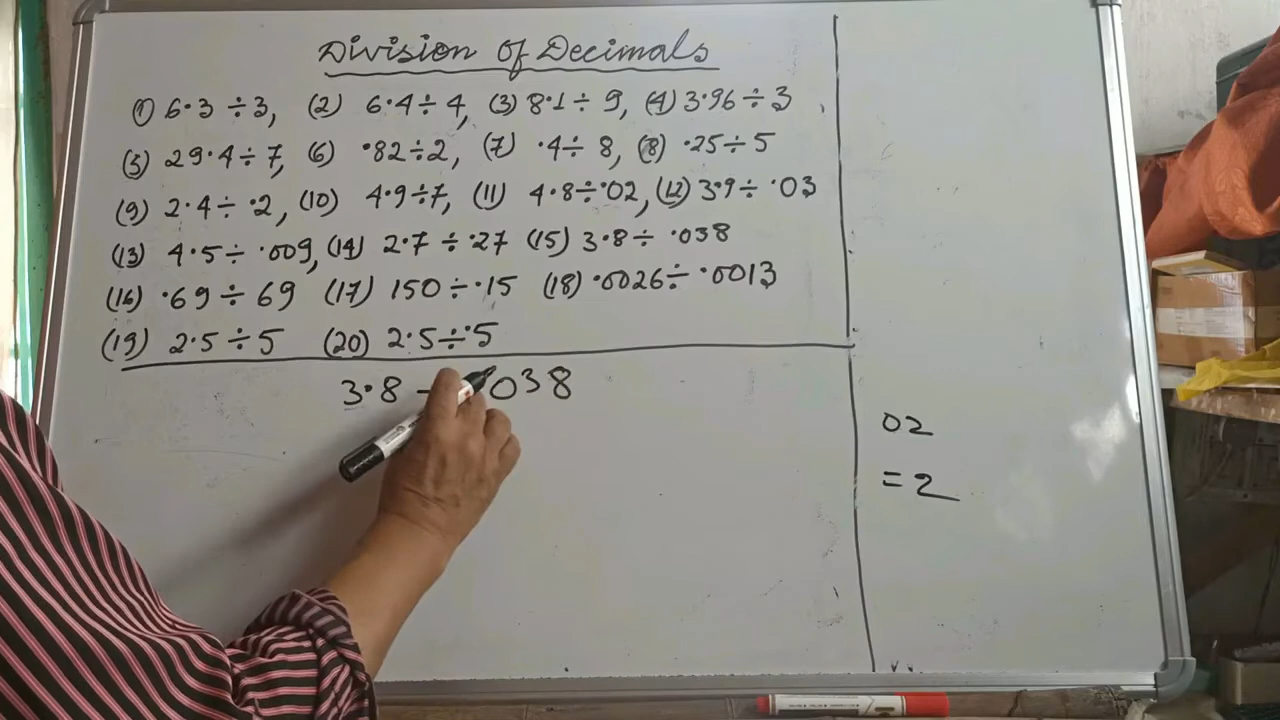 Division of Decimals
(1) 6.3 ÷ 3, (2) 6.4 ÷ 4, (3) 8.1 ÷ 9, (4) 3.96 ÷ 3
(5) 29.4 ÷ 7, (6) .82 ÷ 2, (7) .4 ÷ 8, (8) .25 ÷ 5
(9) 2.4 ÷ .2, (10) 4.9 ÷ 7, (11) 4.8 ÷ .02, (12) 3.9 ÷ .03
(13) 4.5 ÷ .009, (14) 2.7 ÷ .27 (15) 3.8 ÷ .038
(16) .69 ÷ 69 (17) 150 ÷ .15 (18) .0026 ÷ .0013
(19) 2.5 ÷ 5 (20) 2.5 ÷ .5
3.8 ÷ 038
02
= 2